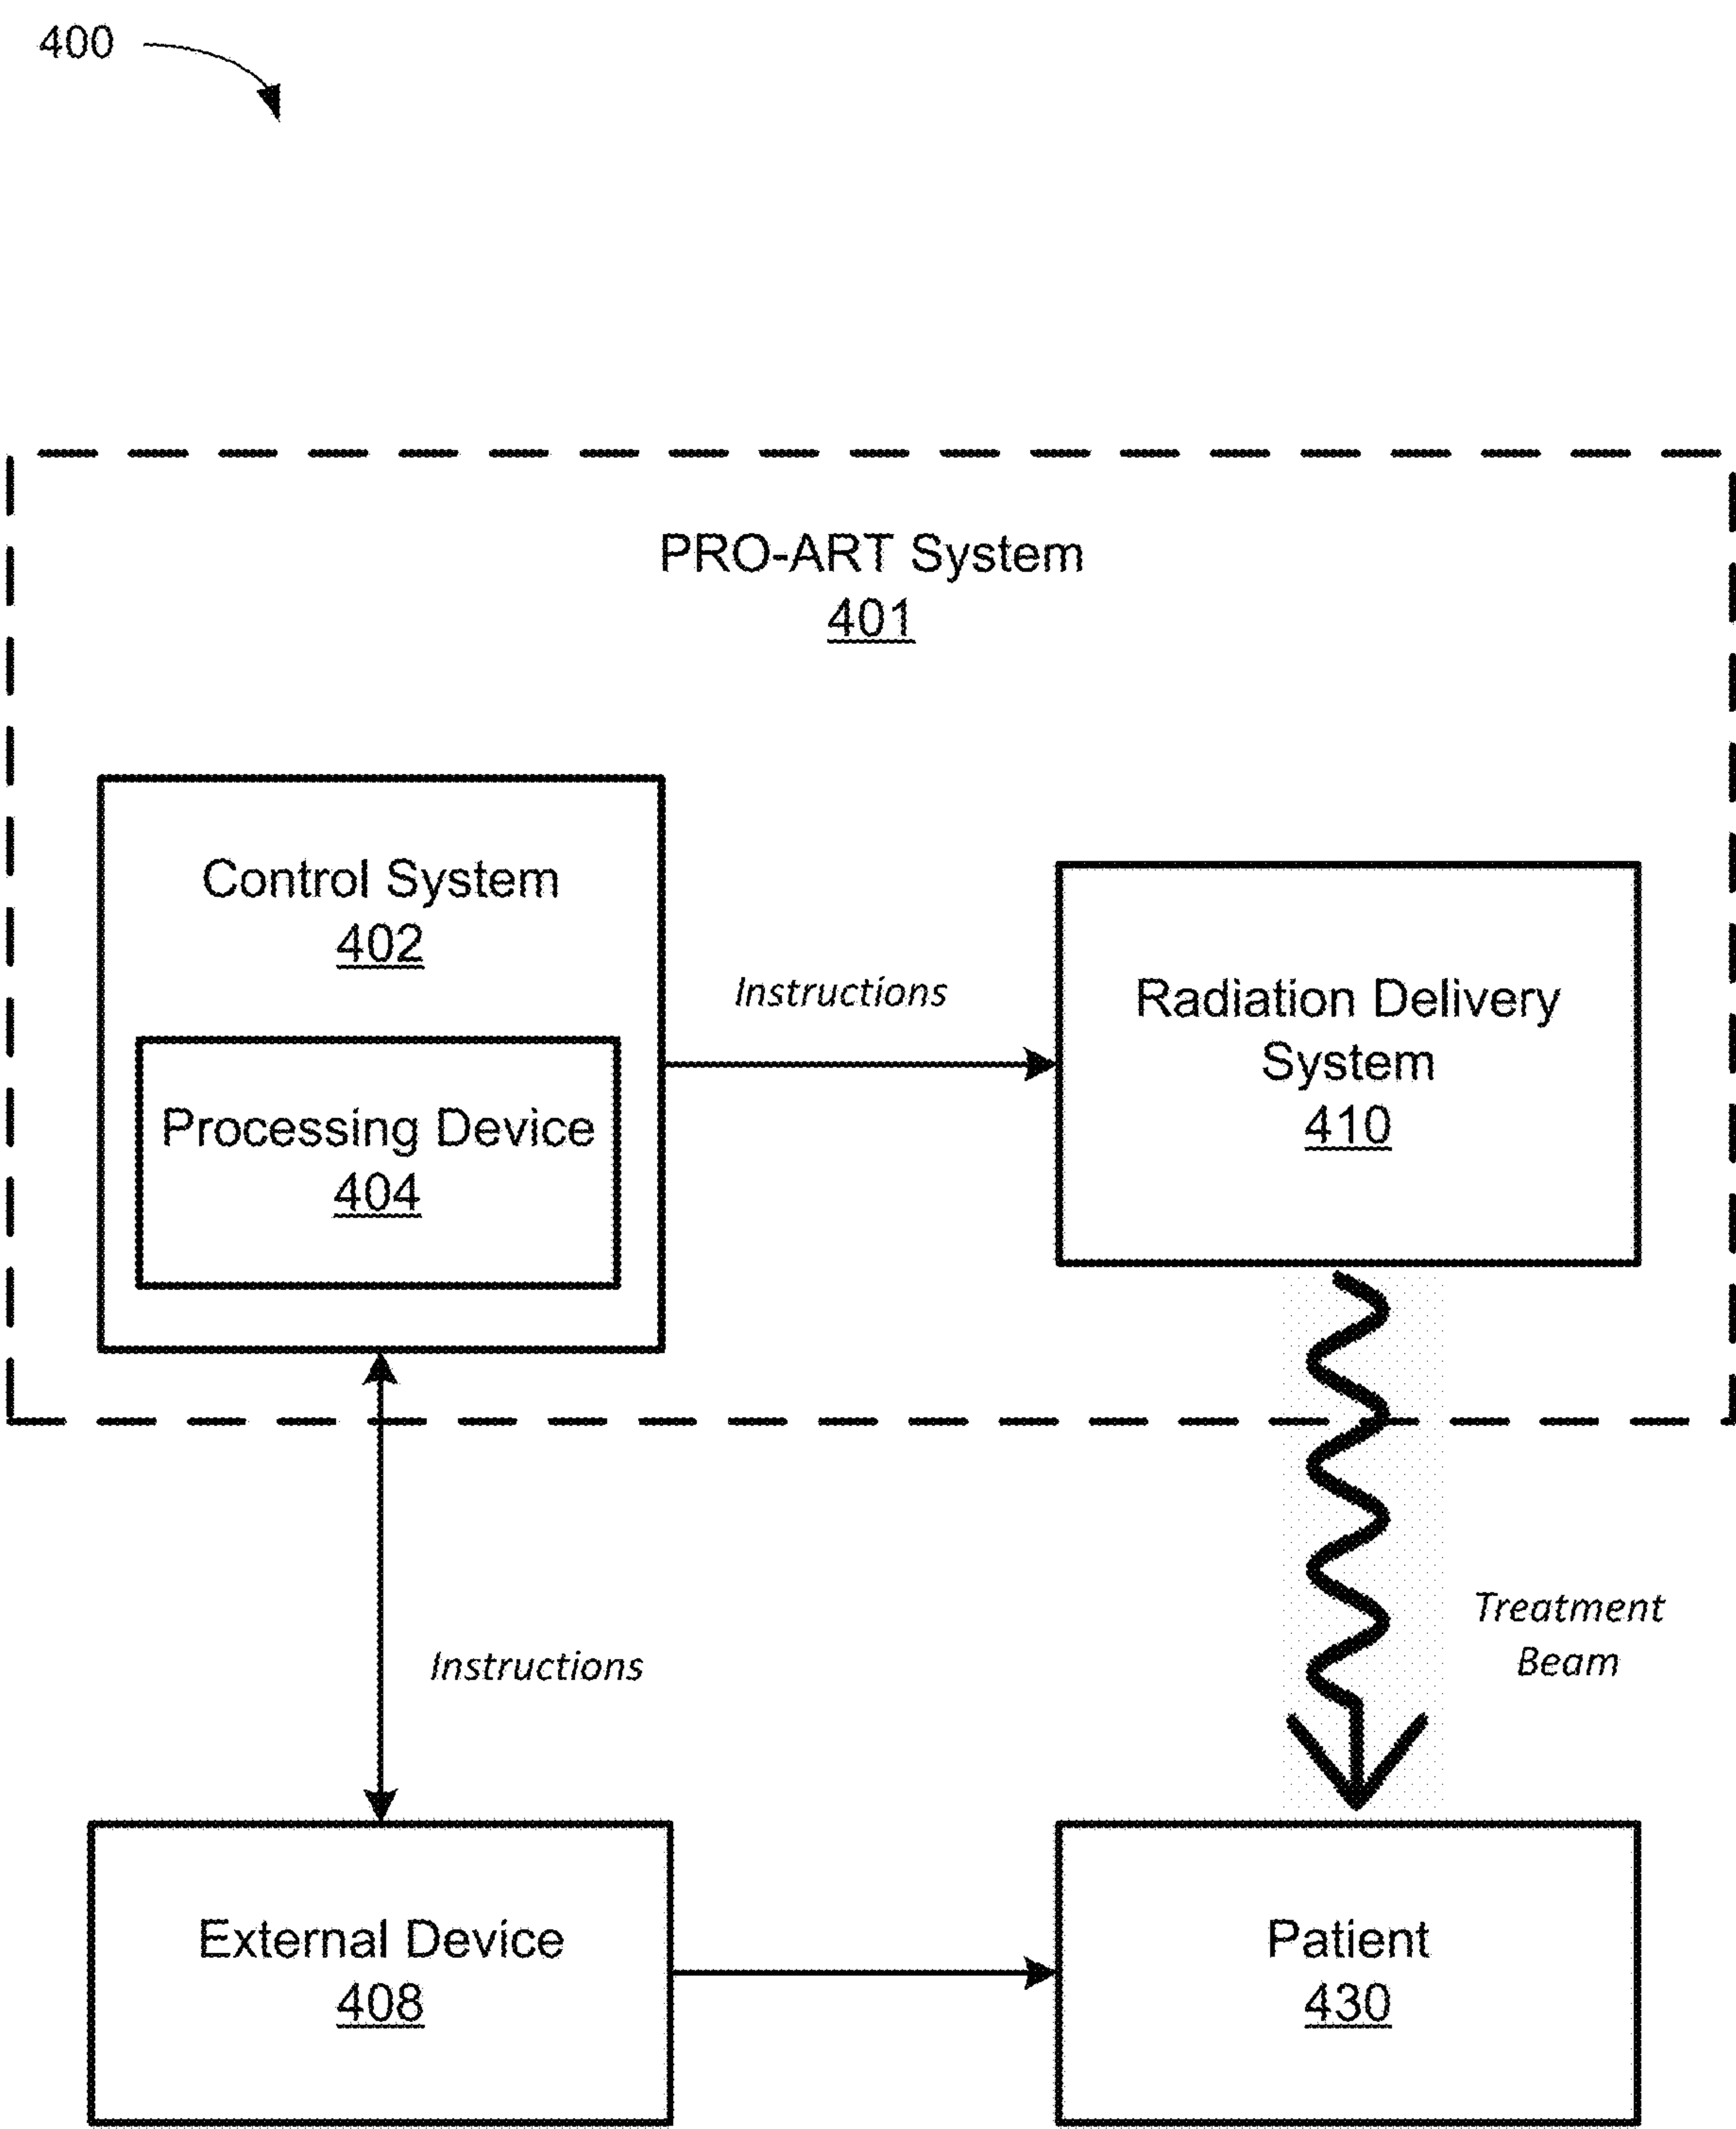 400
PRO-ART System
401
Control System
402
Processing Device
404
Instructions
Radiation Delivery
System
410
Instructions
Treatment
Beam
External Device
408
Patient
430